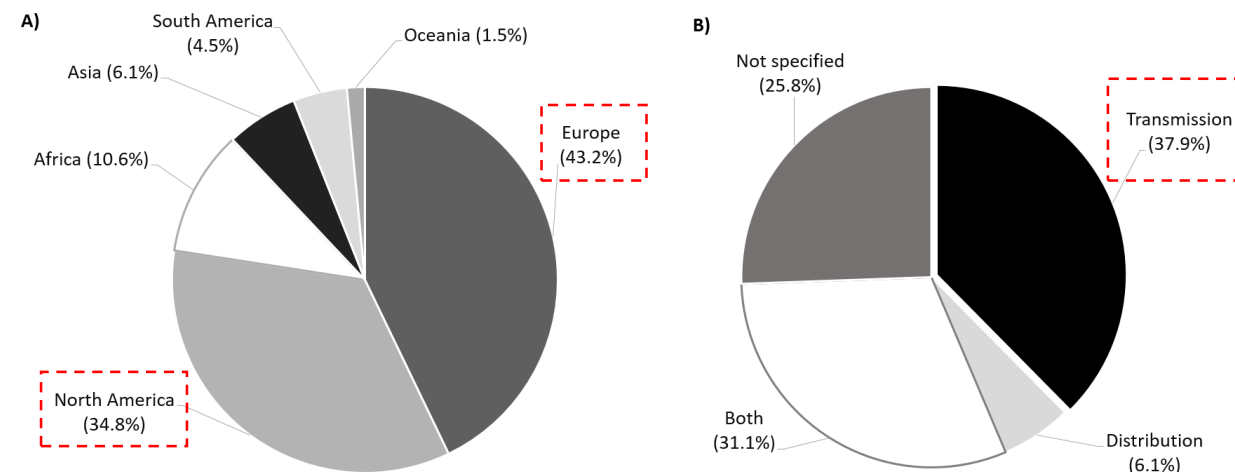 A)
South America
(4.5%)
Oceania (1.5%)
Asia (6.1%)
Africa (10.6%)
Europe
(43.2%)
North America
(34.8%)
B)
Not specified
(25.8%)
Transmission
(37.9%)
Both
(31.1%)
Distribution
(6.1%)